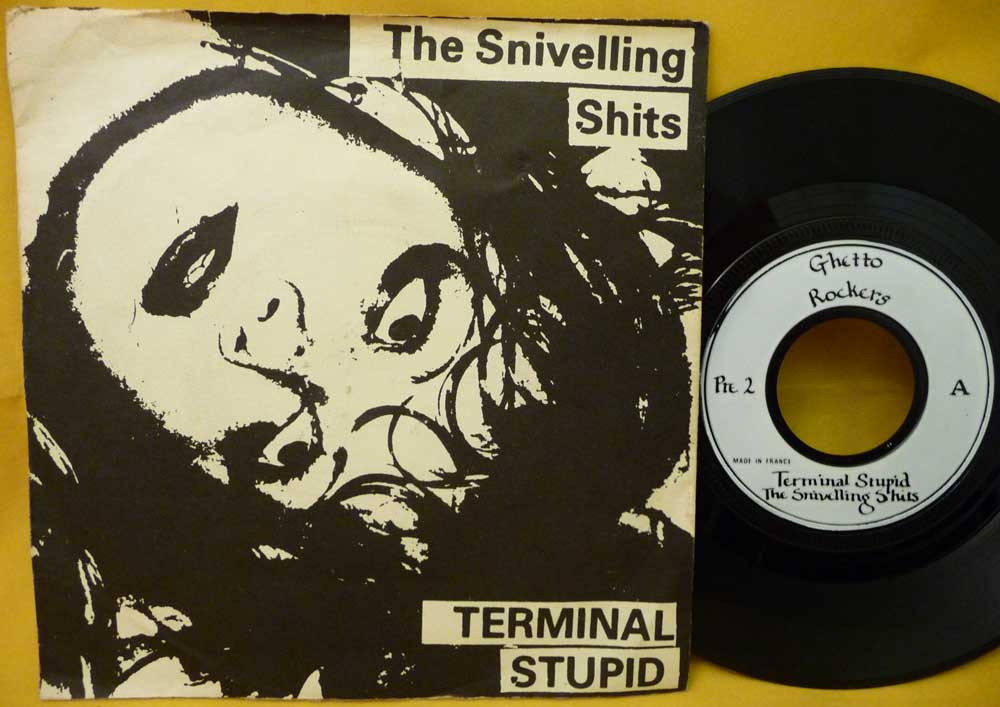 The Snivelling
Shits
TERMINAL
STUPID
Ghetto
Rockers
Pre. 2
A
MADE IN FRANCE
Terminal Stupid
The Snivelling Shits